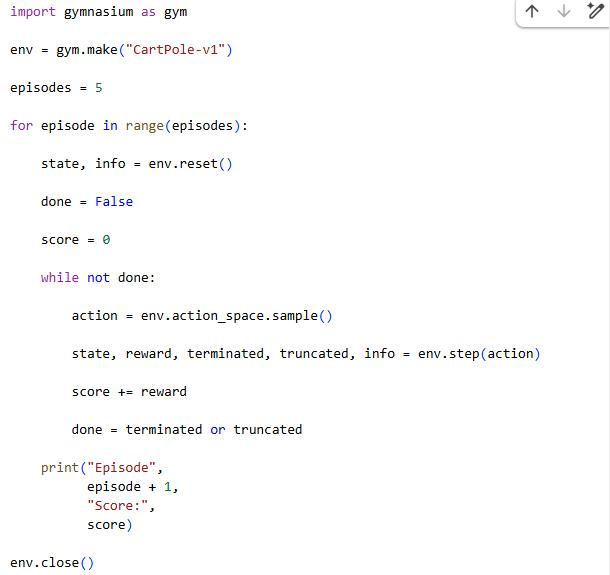 import gymnasium as gym
env = gym.make("CartPole-v1")
episodes = 5
for episode in range(episodes):
    state, info = env.reset()
    done = False
    score = 0
    while not done:
        action = env.action_space.sample()
        state, reward, terminated, truncated, info = env.step(action)
        score += reward
        done = terminated or truncated
    print("Episode",
          episode + 1,
          "Score:",
          score)
env.close()